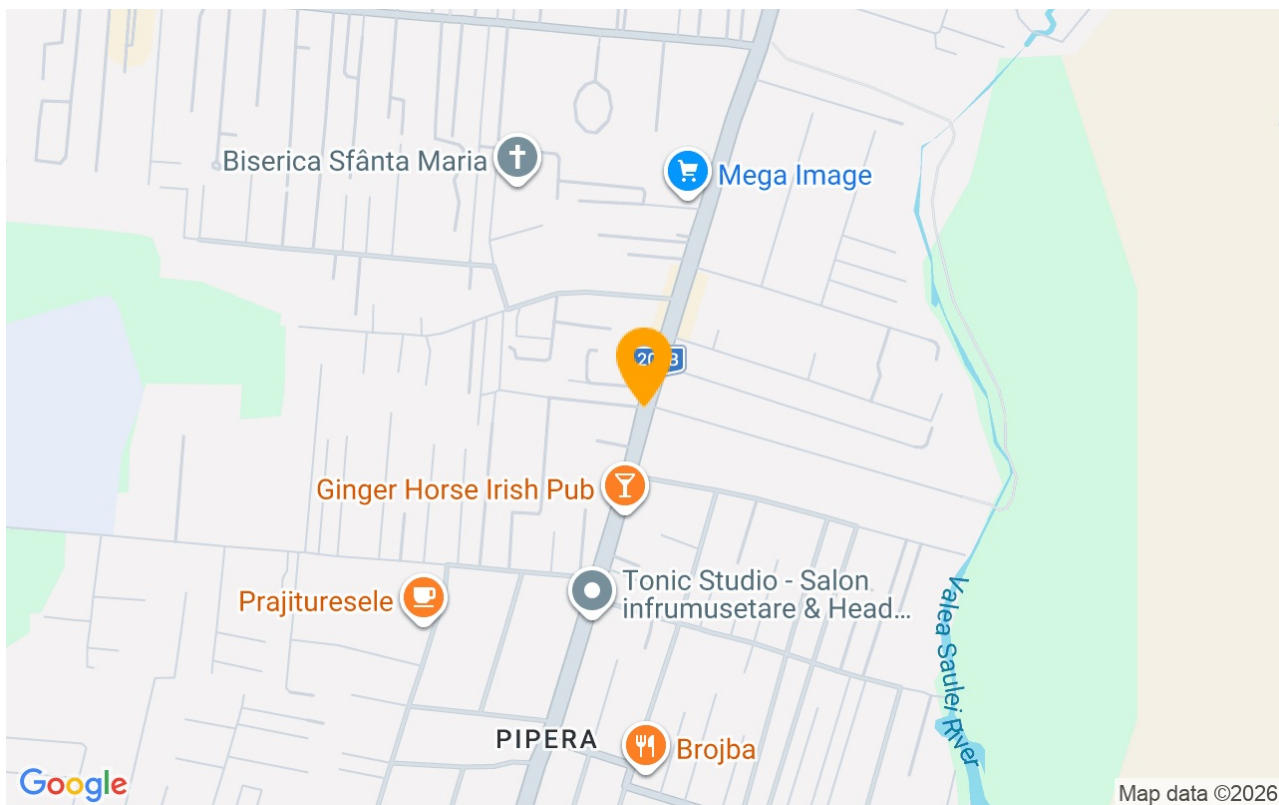 Biserica Sfânta Maria
Mega Image
Ginger Horse Irish Pub
Tonic Studio - Salon
infrumusetare & Head...
Prajituresele
Valea Saulei River
PIPERA
Brojba
Google
Map data ©2026